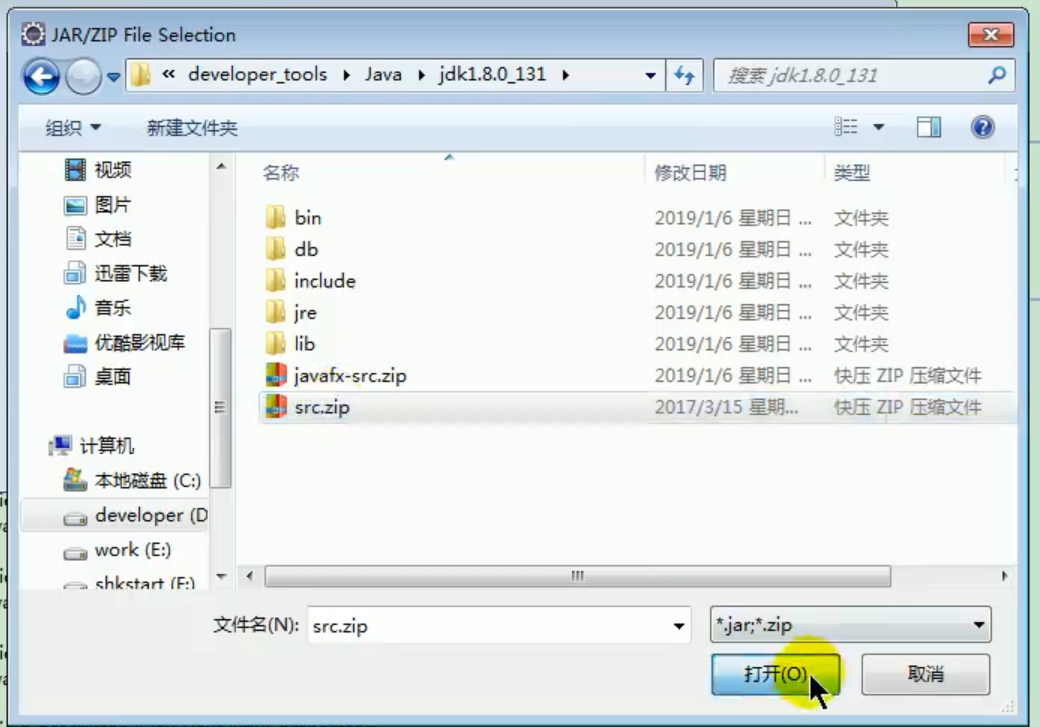 JAR/ZIP File Selection
« developer_tools Java jdk1.8.0_131
搜索 jdk1.8.0_131
组织 新建文件夹
视频
图片
文档
迅雷下载
音乐
优酷影视库
桌面
计算机
本地磁盘 (C:)
developer (D
work (E:)
shkstart (F:)
名称 修改日期 类型
bin 2019/1/6 星期日 ... 文件夹
db 2019/1/6 星期日 ... 文件夹
include 2019/1/6 星期日 ... 文件夹
jre 2019/1/6 星期日 ... 文件夹
lib 2019/1/6 星期日 ... 文件夹
javafx-src.zip 2019/1/6 星期日 ... 快压 ZIP 压缩文件
src.zip 2017/3/15 星期... 快压 ZIP 压缩文件
文件名(N): src.zip *.jar;*.zip
打开(O) 取消